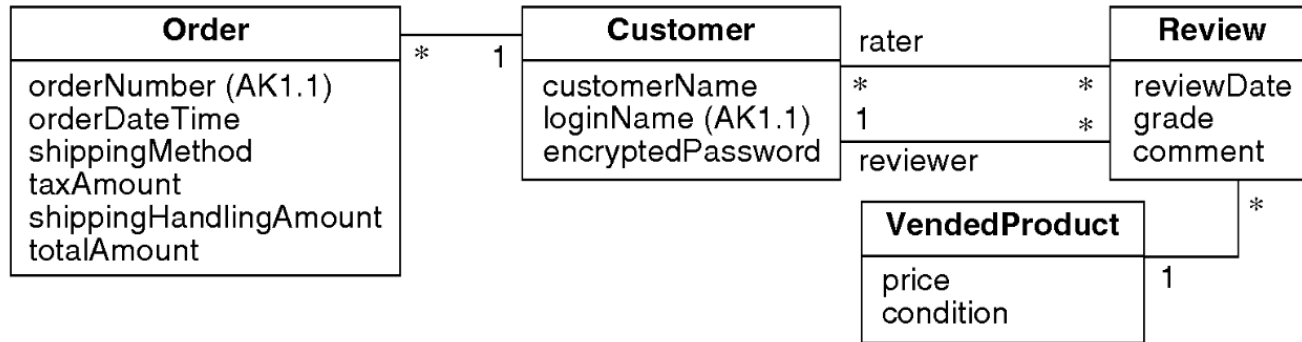 Order
orderNumber (AK1.1)
orderDateTime
shippingMethod
taxAmount
shippingHandlingAmount
totalAmount
*
1
Customer
customerName
loginName (AK1.1)
encryptedPassword
rater
*
*
1
*
reviewer
Review
reviewDate
grade
comment
*
VendedProduct
price
condition
1